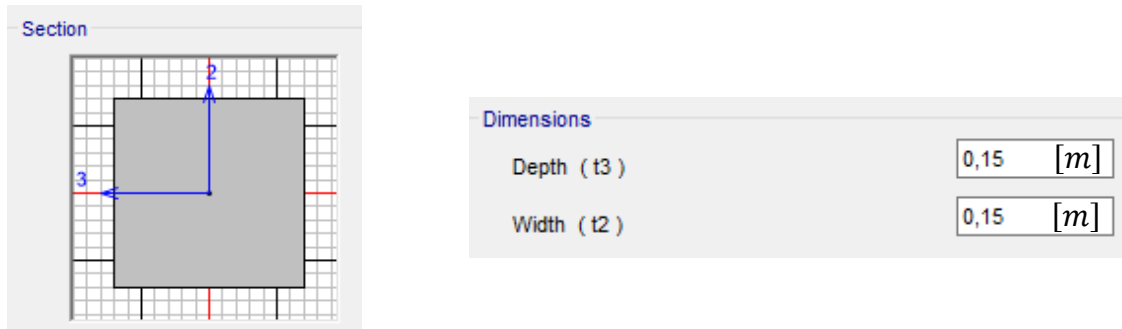 Section
2
3
Dimensions
Depth ( t3 ) 0,15 [m]
Width ( t2 ) 0,15 [m]